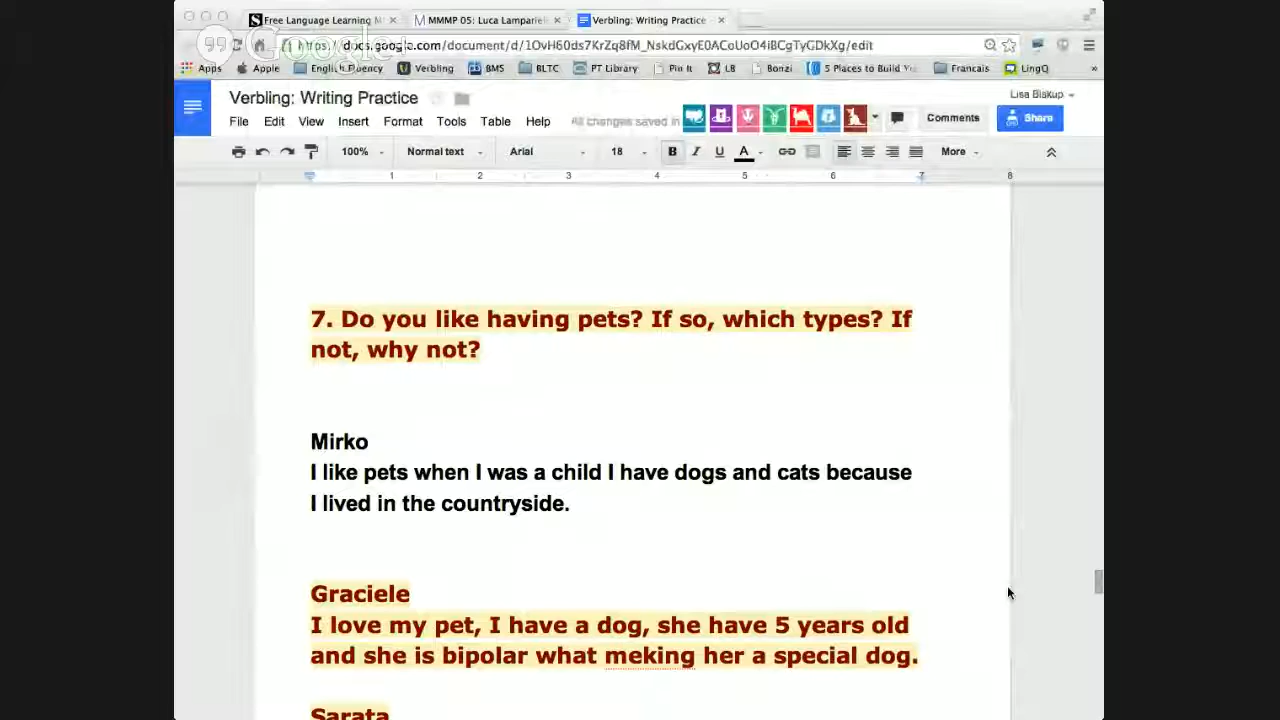 Free Language Learning M
MMMP 05: Luca Lampariel
Verbling: Writing Practice
Google
docs.google.com/document/d/1OvH60ds7KrZq8fM_NskdGxyE0ACoUoO4iBCgTyGDkXg/edit
Apps Apple English Fluency Verbling BMS BLTC PT Library Pin It LB Bonzi 5 Places to Build Francais LingQ »
Verbling: Writing Practice
Lisa Biskup
File Edit View Insert Format Tools Table Help All changes saved in Comments Share
100% Normal text Arial 18 B I U A More
1 2 3 4 5 6 7 8
7. Do you like having pets? If so, which types? If
not, why not?
Mirko
I like pets when I was a child I have dogs and cats because
I lived in the countryside.
Graciele
I love my pet, I have a dog, she have 5 years old
and she is bipolar what meking her a special dog.
Sarata